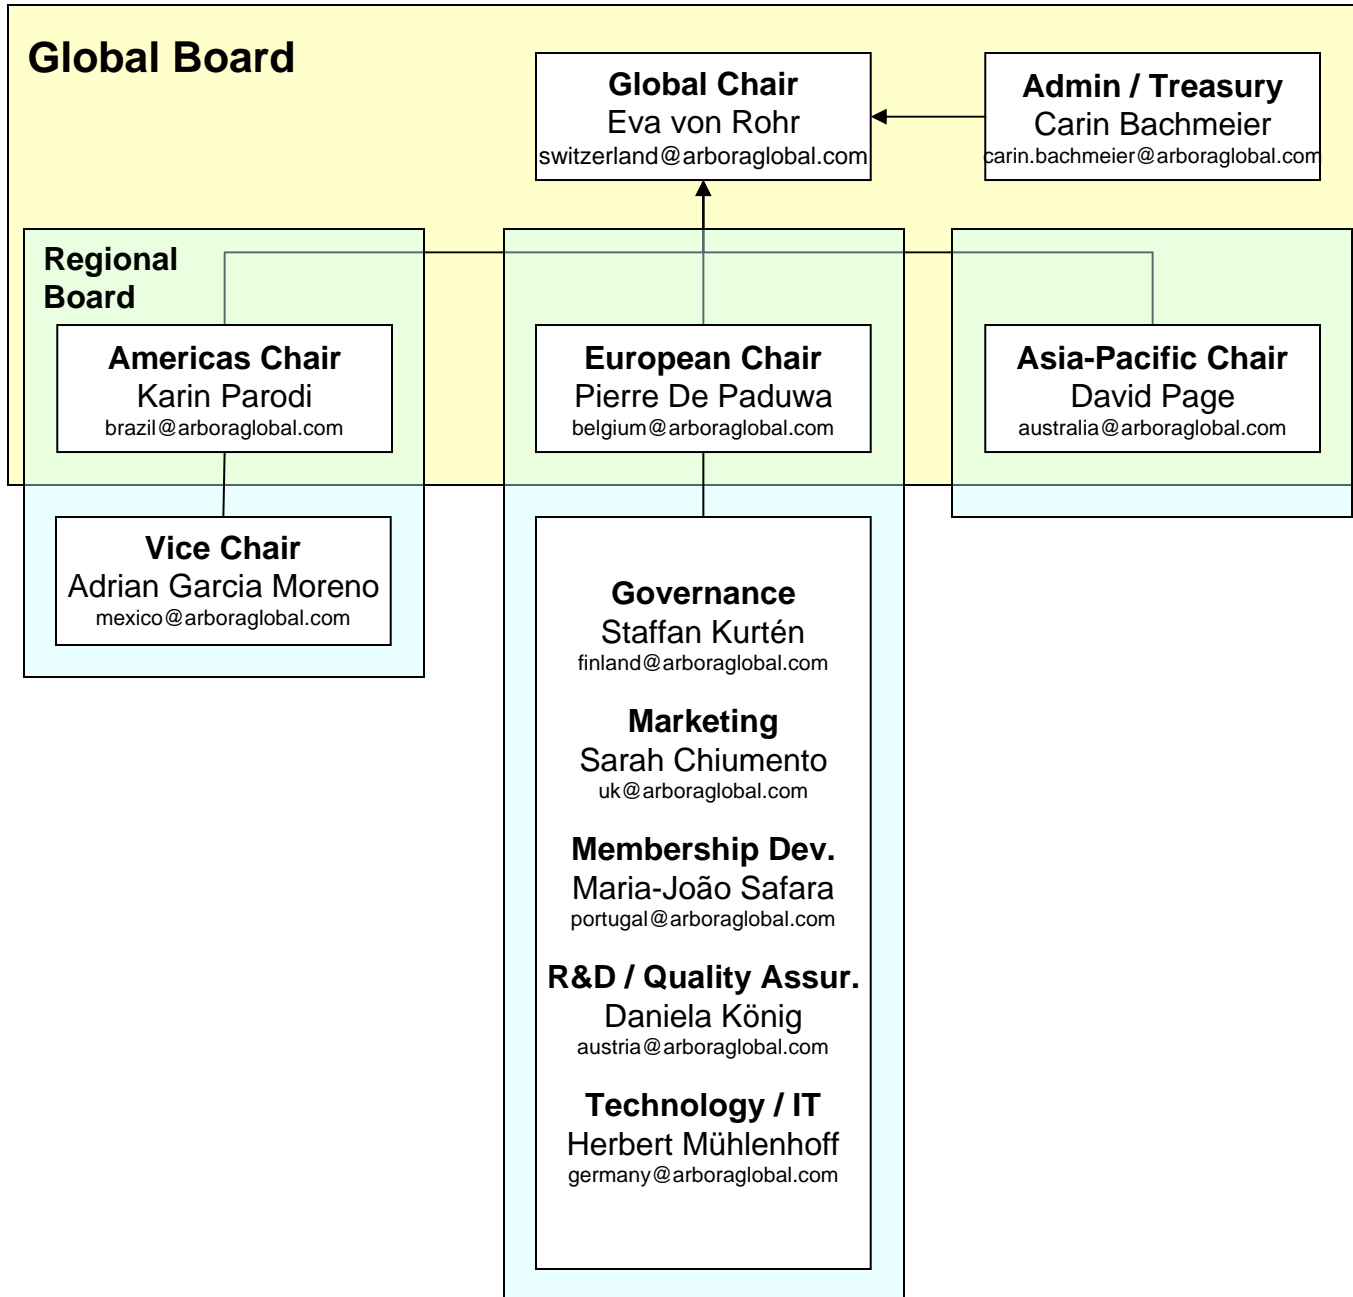 Global Board
Global Chair
Eva von Rohr
switzerland@arboraglobal.com
Admin / Treasury
Carin Bachmeier
carin.bachmeier@arboraglobal.com
Regional
Board
Americas Chair
Karin Parodi
brazil@arboraglobal.com
European Chair
Pierre De Paduwa
belgium@arboraglobal.com
Asia-Pacific Chair
David Page
australia@arboraglobal.com
Vice Chair
Adrian Garcia Moreno
mexico@arboraglobal.com
Governance
Staffan Kurtén
finland@arboraglobal.com
Marketing
Sarah Chiumento
uk@arboraglobal.com
Membership Dev.
Maria-João Safara
portugal@arboraglobal.com
R&D / Quality Assur.
Daniela König
austria@arboraglobal.com
Technology / IT
Herbert Mühlenhoff
germany@arboraglobal.com